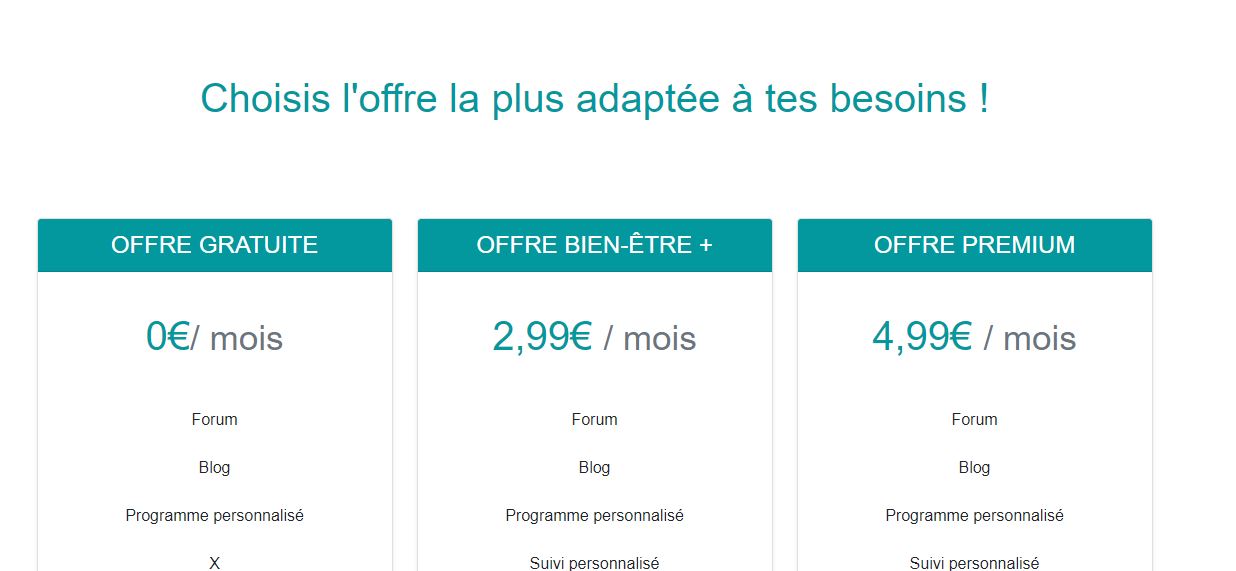 Choisis l'offre la plus adaptée à tes besoins !
OFFRE GRATUITE
0€/ mois
Forum
Blog
Programme personnalisé
X
OFFRE BIEN-ÊTRE +
2,99€ / mois
Forum
Blog
Programme personnalisé
Suivi personnalisé
OFFRE PREMIUM
4,99€ / mois
Forum
Blog
Programme personnalisé
Suivi personnalisé